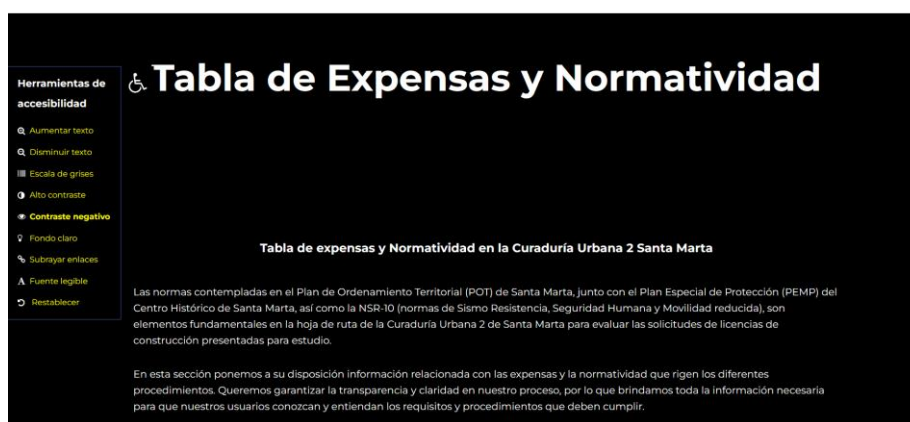 Tabla de Expensas y Normatividad
Herramientas de
accesibilidad
Aumentar texto
Disminuir texto
Escala de grises
Alto contraste
Contraste negativo
Fondo claro
Subrayar enlaces
Fuente legible
Restablecer
Tabla de expensas y Normatividad en la Curaduría Urbana 2 Santa Marta
Las normas contempladas en el Plan de Ordenamiento Territorial (POT) de Santa Marta, junto con el Plan Especial de Protección (PEMP) del
Centro Histórico de Santa Marta, así como la NSR-10 (normas de Sismo Resistencia, Seguridad Humana y Movilidad reducida), son
elementos fundamentales en la hoja de ruta de la Curaduría Urbana 2 de Santa Marta para evaluar las solicitudes de licencias de
construcción presentadas para estudio.
En esta sección ponemos a su disposición información relacionada con las expensas y la normatividad que rigen los diferentes
procedimientos. Queremos garantizar la transparencia y claridad en nuestro proceso, por lo que brindamos toda la información necesaria
para que nuestros usuarios conozcan y entiendan los requisitos y procedimientos que deben cumplir.